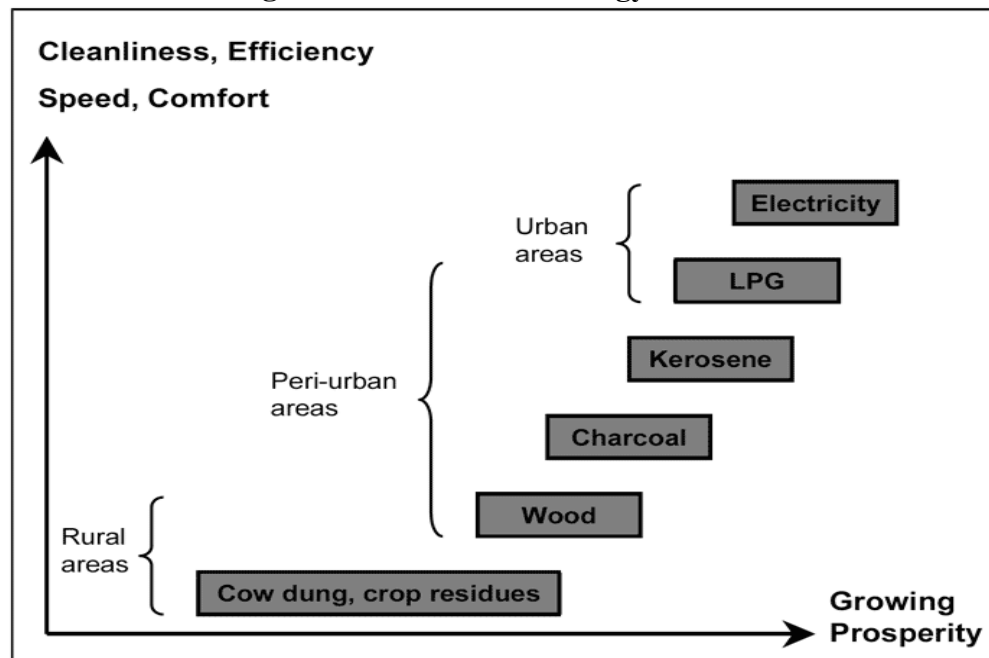 Cleanliness, Efficiency
Speed, Comfort
Electricity
Urban
areas
LPG
Kerosene
Peri-urban
areas
Charcoal
Wood
Rural
areas
Cow dung, crop residues
Growing
Prosperity